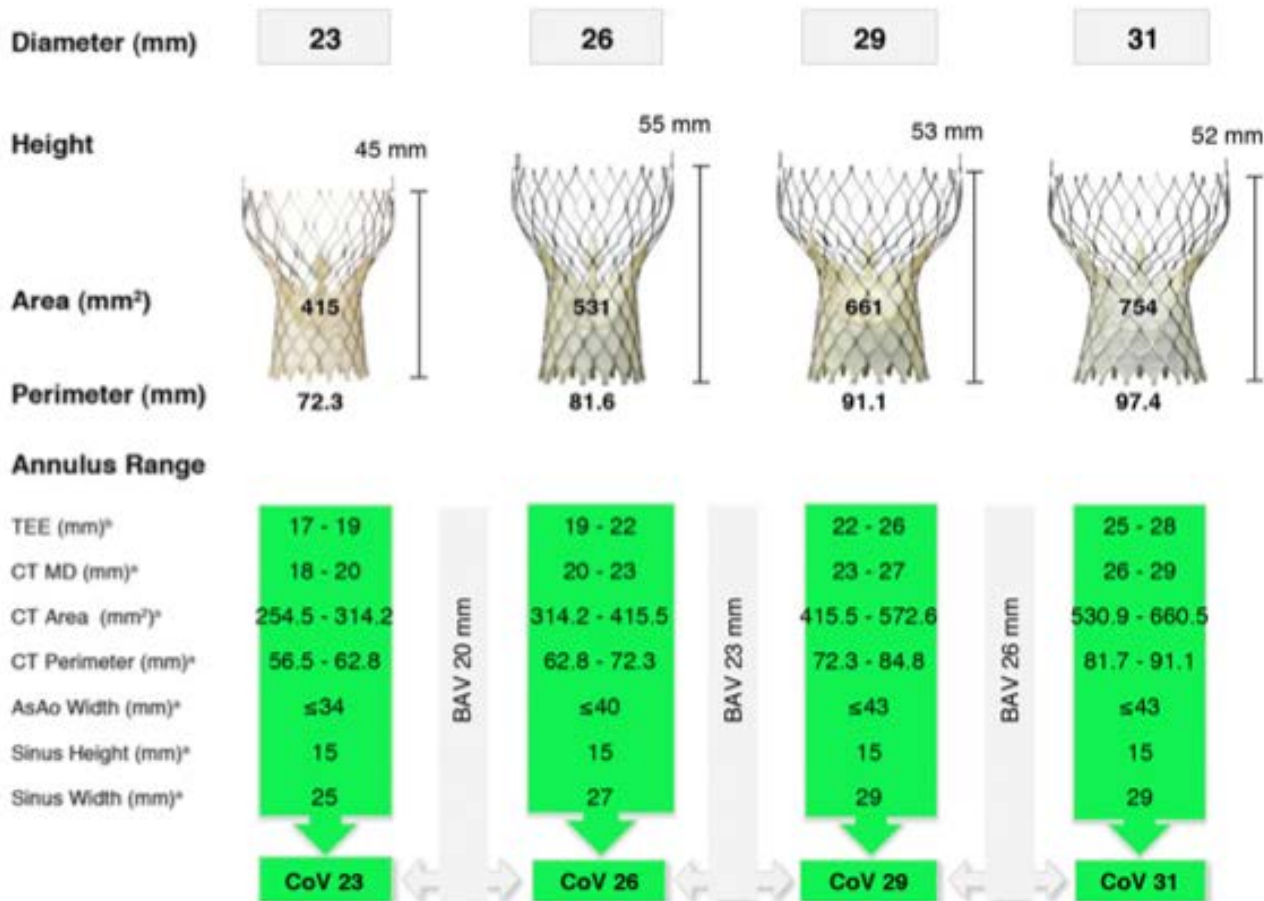 Diameter (mm) 23 26 29 31
Height 45 mm 55 mm 53 mm 52 mm
Area (mm²) 415 531 661 754
Perimeter (mm) 72.3 81.6 91.1 97.4
Annulus Range
TEE (mm)ᵇ 17 - 19 19 - 22 22 - 26 25 - 28
CT MD (mm)ᵃ 18 - 20 20 - 23 23 - 27 26 - 29
CT Area (mm²)ᵃ 254.5 - 314.2 314.2 - 415.5 415.5 - 572.6 530.9 - 660.5
CT Perimeter (mm)ᵃ 56.5 - 62.8 62.8 - 72.3 72.3 - 84.8 81.7 - 91.1
AsAo Width (mm)ᵃ ≤34 ≤40 ≤43 ≤43
Sinus Height (mm)ᵃ 15 15 15 15
Sinus Width (mm)ᵃ 25 27 29 29
BAV 20 mm
BAV 23 mm
BAV 26 mm
CoV 23 CoV 26 CoV 29 CoV 31